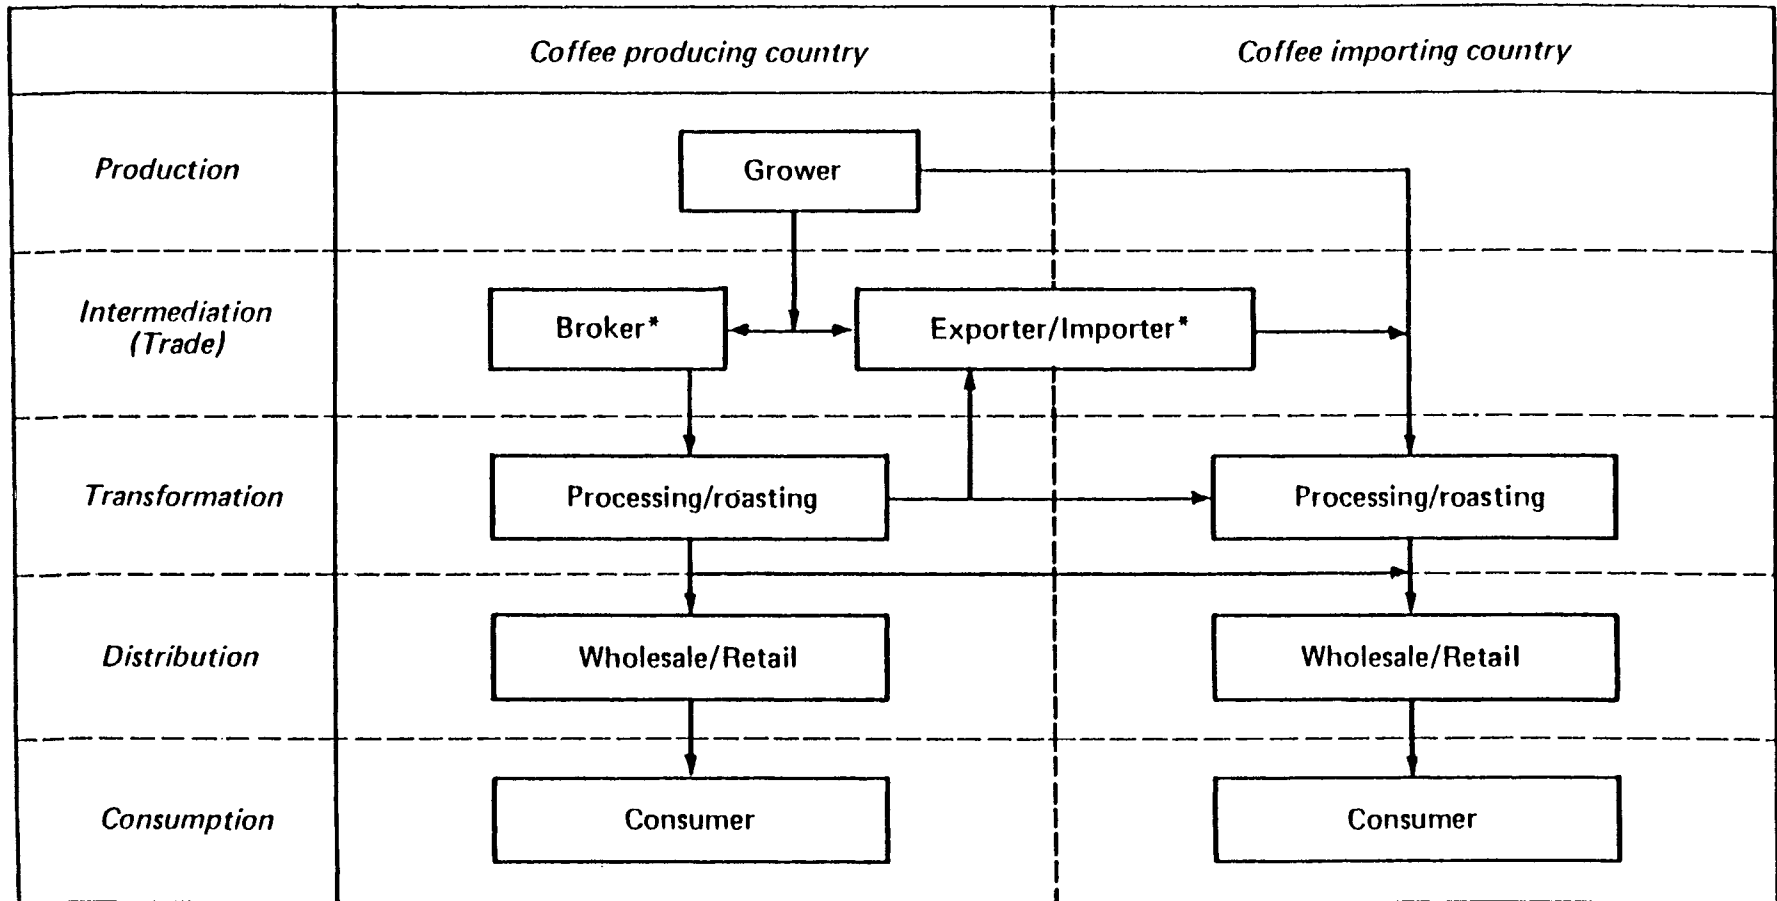 Coffee producing country
Coffee importing country
Production
Grower
Intermediation
(Trade)
Broker*
Exporter/Importer*
Transformation
Processing/roasting
Processing/roasting
Distribution
Wholesale/Retail
Wholesale/Retail
Consumption
Consumer
Consumer